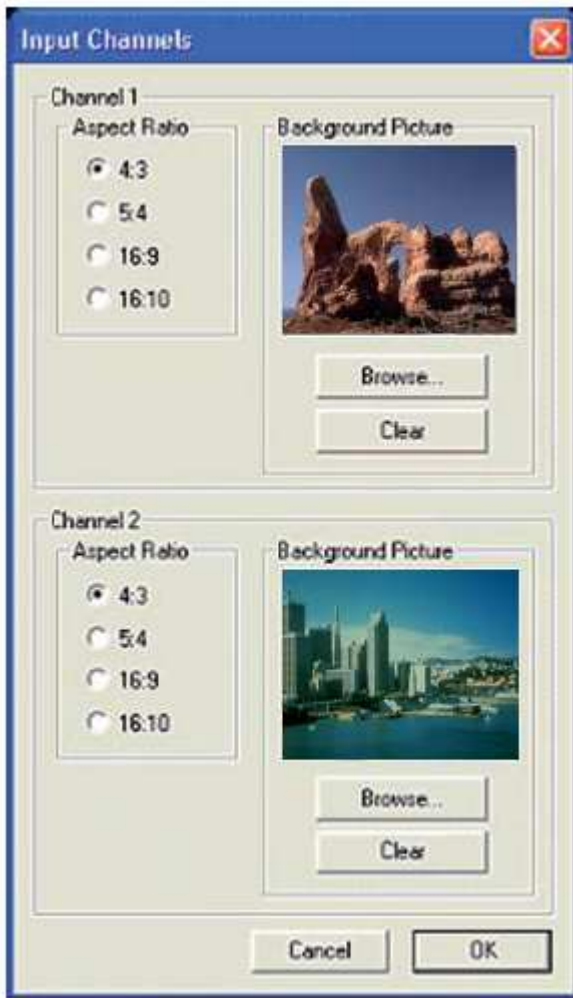 Input Channels
Channel 1
Aspect Ratio
4:3
5:4
16:9
16:10
Background Picture
Browse...
Clear
Channel 2
Aspect Ratio
4:3
5:4
16:9
16:10
Background Picture
Browse...
Clear
Cancel
OK